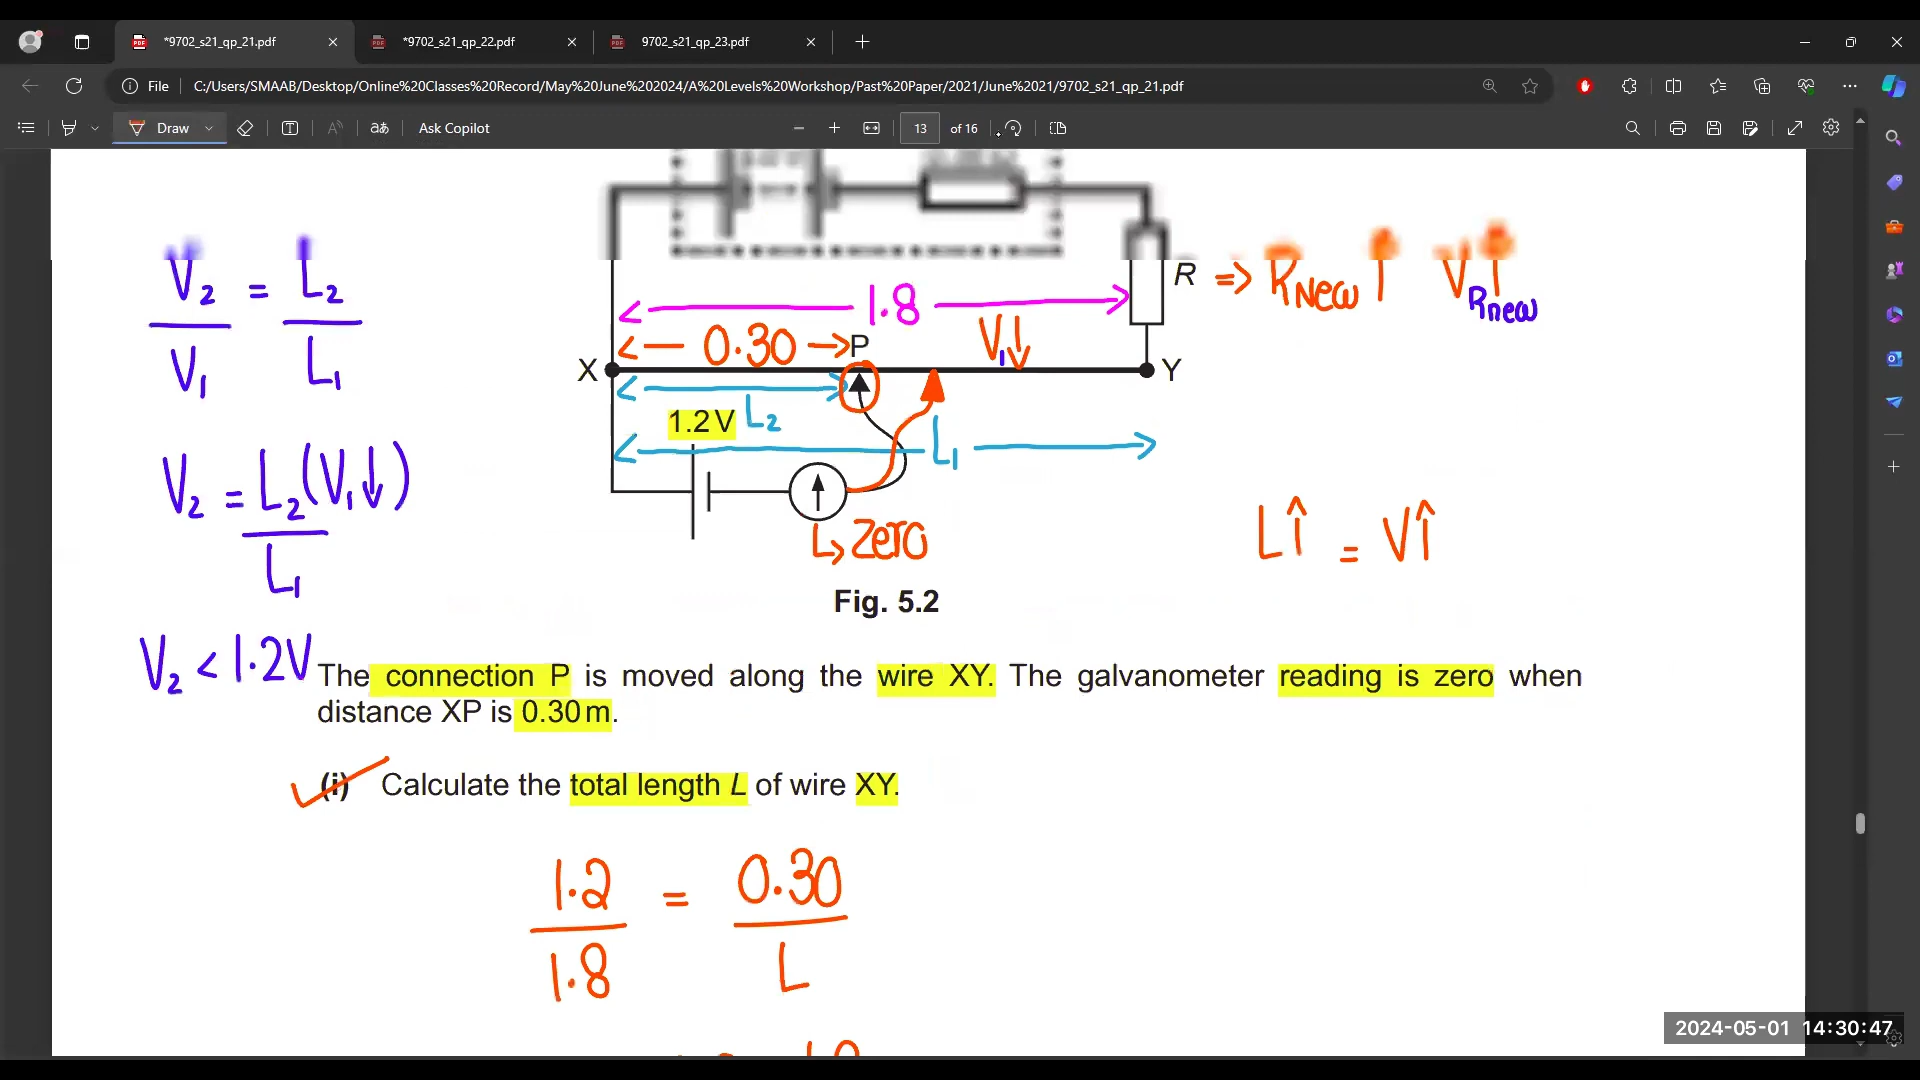 *9702_s21_qp_21.pdf
*9702_s21_qp_22.pdf
9702_s21_qp_23.pdf
File
C:/Users/SMAAB/Desktop/Online%20Classes%20Record/May%20June%202024/A%20Levels%20Workshop/Past%20Paper/2021/June%2021/9702_s21_qp_21.pdf
Draw
Ask Copilot
13 of 16
V2 / V1 = L2 / L1
1.8
R => RNew ↑ V RNew ↑
0.30
P
V1↓
X
Y
1.2 V
L2
L1
V2 = L2(V1↓) / L1
↳ Zero
L↑ = V↑
Fig. 5.2
V2 < 1.2V
The connection P is moved along the wire XY. The galvanometer reading is zero when
distance XP is 0.30 m.
(i) Calculate the total length L of wire XY.
1.2 / 1.8 = 0.30 / L
2024-05-01 14:30:47